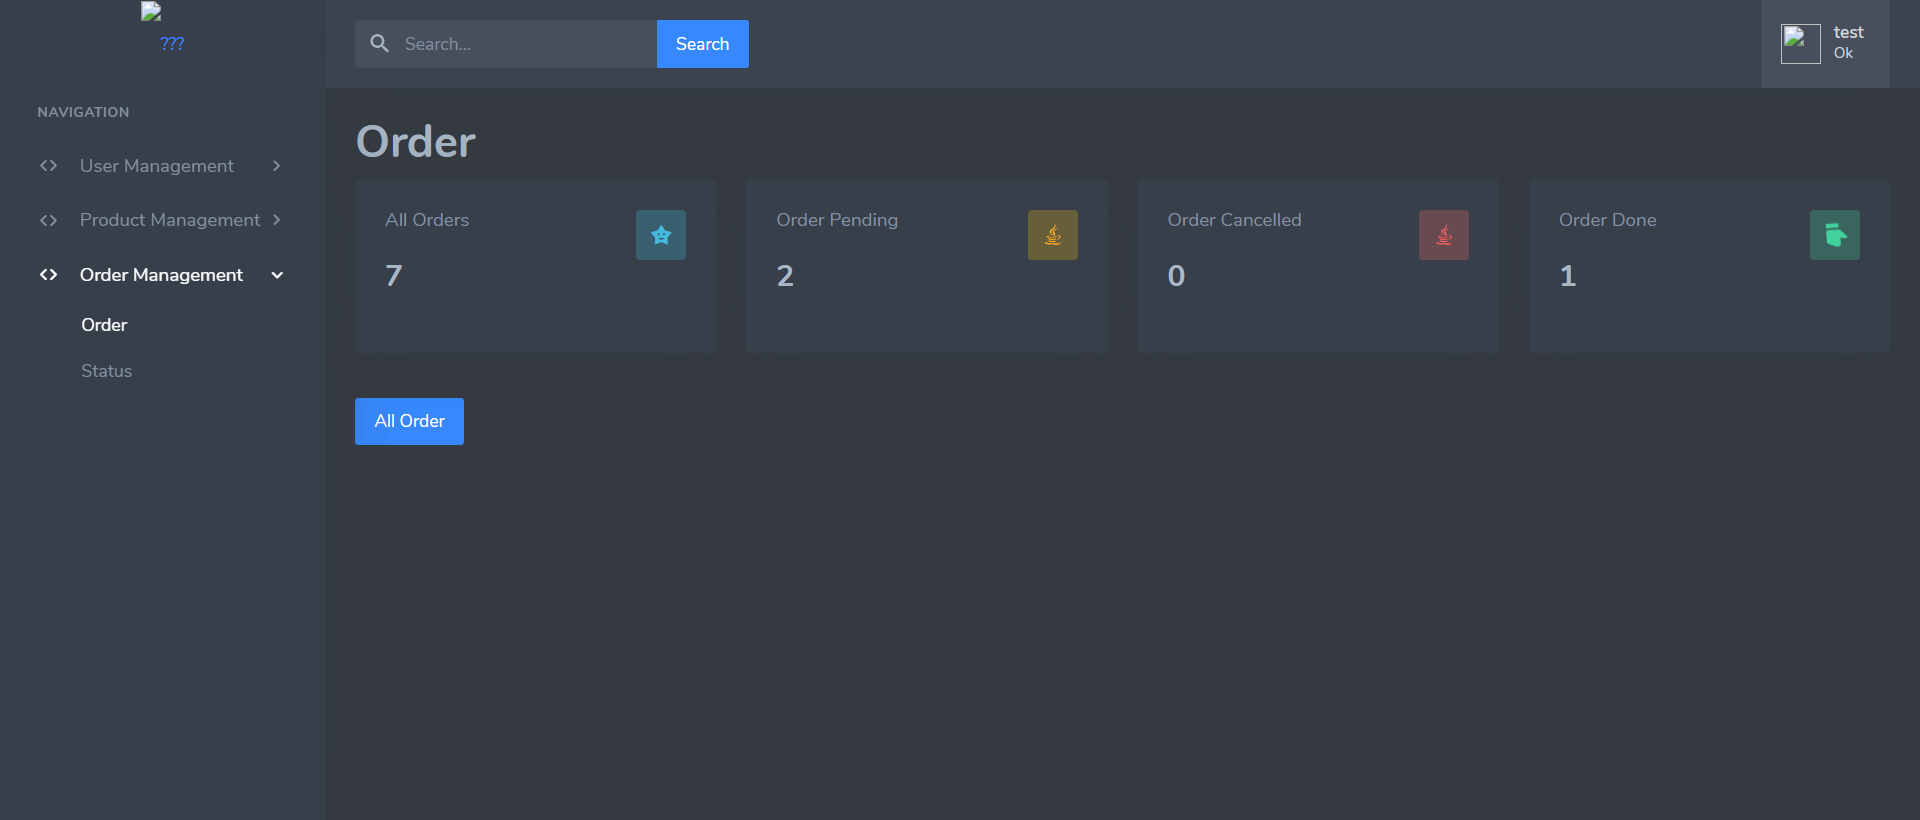 ???
NAVIGATION
User Management
Product Management
Order Management
Order
Status
Search...
Search
test
Ok
Order
All Orders
7
Order Pending
2
Order Cancelled
0
Order Done
1
All Order